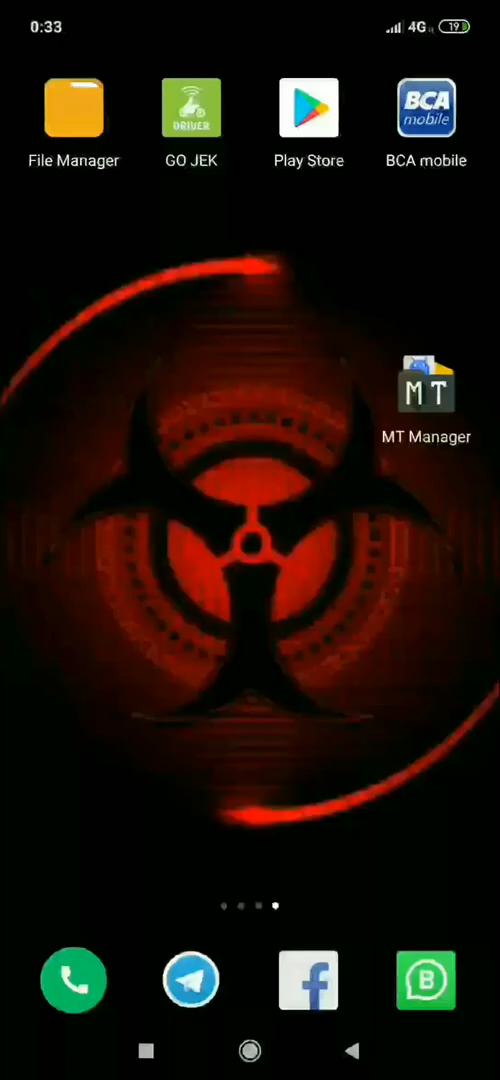 0:33
4G 19
DRIVER
BCA
mobile
File Manager
GO JEK
Play Store
BCA mobile
MT
MT Manager
B